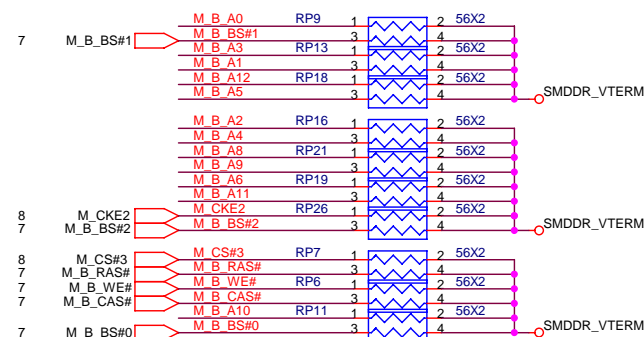 M_B_A0 RP9 1 2 56X2
7 M_B_BS#1 M_B_BS#1 3 4
M_B_A3 RP13 1 2 56X2
M_B_A1 3 4
M_B_A12 RP18 1 2 56X2
M_B_A5 3 4 SMDDR_VTERM
M_B_A2 RP16 1 2 56X2
M_B_A4 3 4
M_B_A8 RP21 1 2 56X2
M_B_A9 3 4
M_B_A6 RP19 1 2 56X2
M_B_A11 3 4
8 M_CKE2 M_CKE2 RP26 1 2 56X2
7 M_B_BS#2 M_B_BS#2 3 4 SMDDR_VTERM
8 M_CS#3 M_CS#3 RP7 1 2 56X2
7 M_B_RAS# M_B_RAS# 3 4
7 M_B_WE# M_B_WE# RP6 1 2 56X2
7 M_B_CAS# M_B_CAS# 3 4
M_B_A10 RP11 1 2 56X2
7 M_B_BS#0 M_B_BS#0 3 4 SMDDR_VTERM